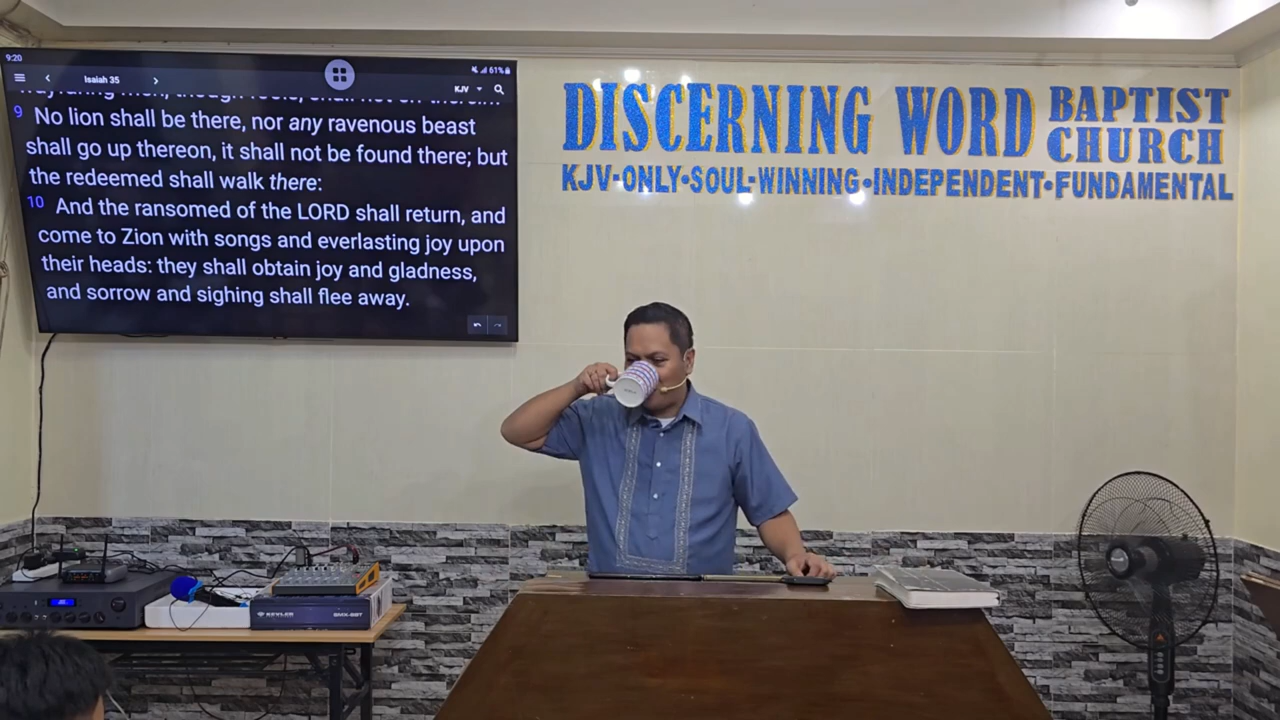 9:20
61%
Isaiah 35
KJV
9 No lion shall be there, nor any ravenous beast
shall go up thereon, it shall not be found there; but
the redeemed shall walk there:
10 And the ransomed of the LORD shall return, and
come to Zion with songs and everlasting joy upon
their heads: they shall obtain joy and gladness,
and sorrow and sighing shall flee away.
DISCERNING WORD BAPTIST CHURCH
KJV-ONLY•SOUL-WINNING•INDEPENDENT•FUNDAMENTAL
KEVLER